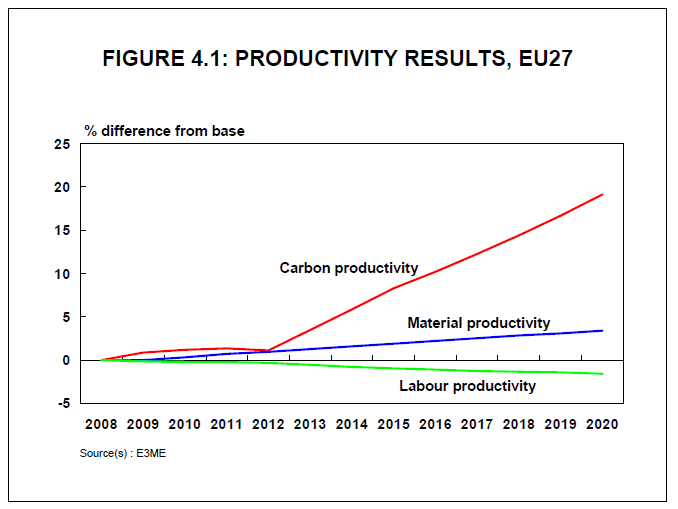 FIGURE 4.1: PRODUCTIVITY RESULTS, EU27
% difference from base
25
20
15
10
5
0
-5
Carbon productivity
Material productivity
Labour productivity
2008 2009 2010 2011 2012 2013 2014 2015 2016 2017 2018 2019 2020
Source(s) : E3ME